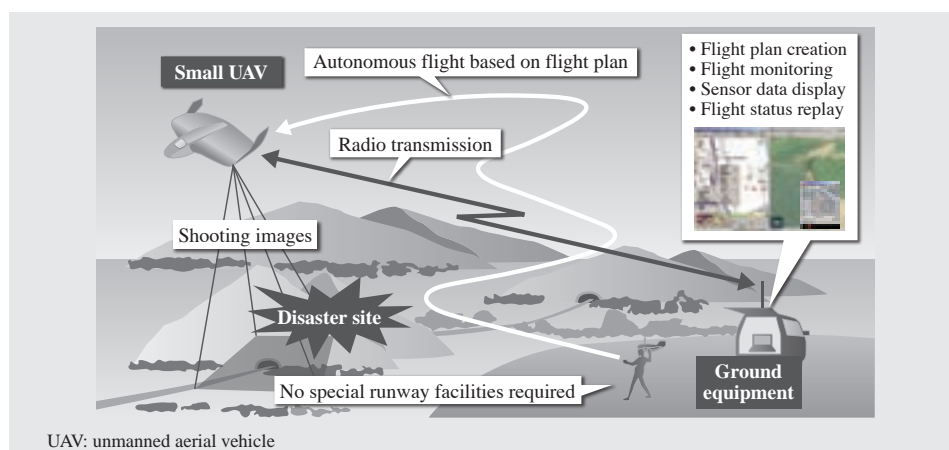 Small UAV
Autonomous flight based on flight plan
• Flight plan creation
• Flight monitoring
• Sensor data display
• Flight status replay
Radio transmission
Shooting images
Disaster site
No special runway facilities required
Ground
equipment
UAV: unmanned aerial vehicle